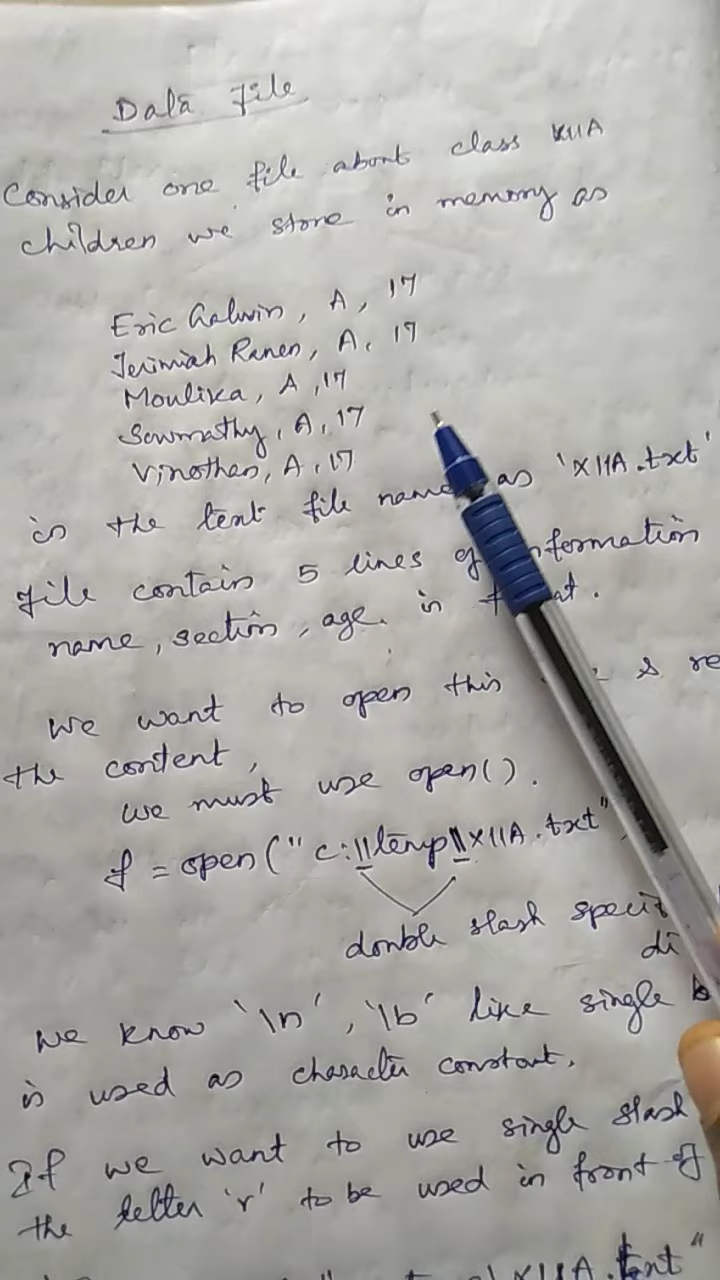 Data File
Consider one file about class XIIA
children we store in memory as
Eric Galwin, A, 17
Jerimiah Ranen, A, 17
Moulika, A, 17
Sowmathy, A, 17
Vinothan, A, 17
in the text file name as 'XIIA.txt'
file contain 5 lines of
name, section, age. in
We want to open this &
the content,
we must use open().
f = open("c:\\temp\\XIIA.txt"
double slash
We know '\n', '\b' like single
is used as character constant.
If we want to use single slash
the letter 'r' to be used in front of
XIIA.txt"